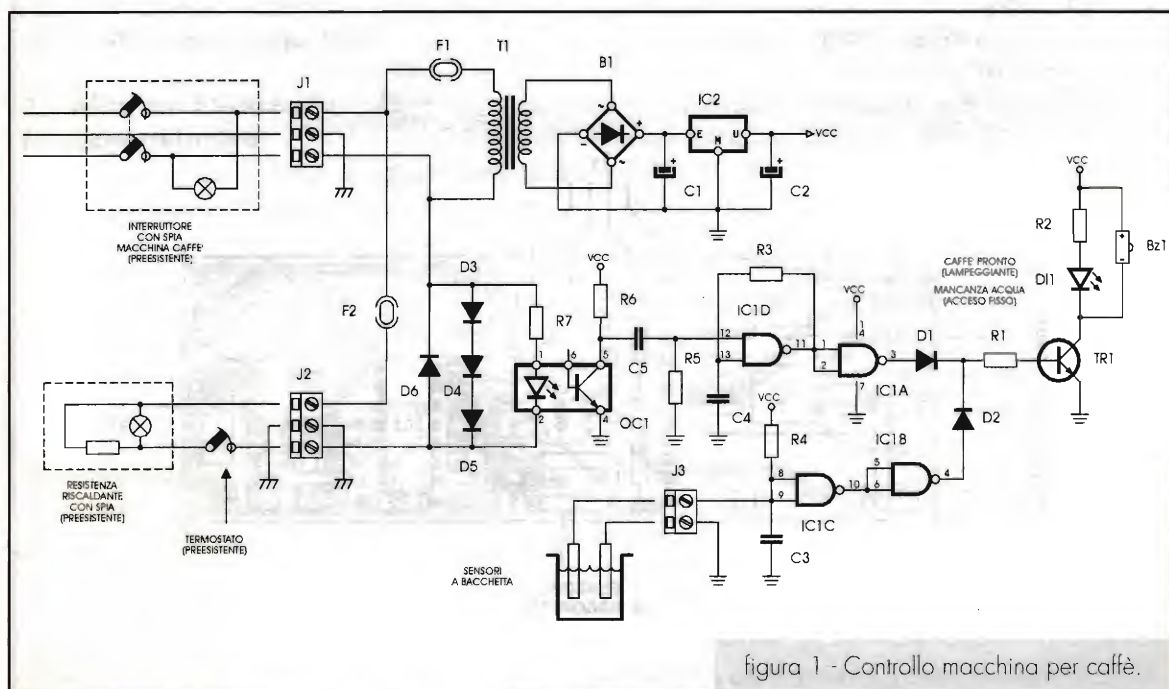 F1
T1
B1
J1
IC2
E
U
M
VCC
+
-
~
~
+
C1
+
C2
INTERRUTTORE
CON SPIA
MACCHINA CAFFE'
(PREESISTENTE)
F2
D3
D4
D5
D6
R7
VCC
R6
1
6
5
2
4
OC1
C5
R5
R3
IC1D
12
13
11
C4
VCC
1
4
1
2
3
7
IC1A
D1
R1
TR1
D2
VCC
R2
DI1
Bz1
+
-
CAFFE' PRONTO
(LAMPEGGIANTE)
MANCANZA ACQUA
(ACCESO FISSO)
J2
RESISTENZA
RISCALDANTE
CON SPIA
(PREESISTENTE)
TERMOSTATO
(PREESISTENTE)
VCC
R4
8
9
10
IC1C
IC1B
5
6
4
C3
J3
SENSORI
A BACCHETTA
figura 1 - Controllo macchina per caffè.